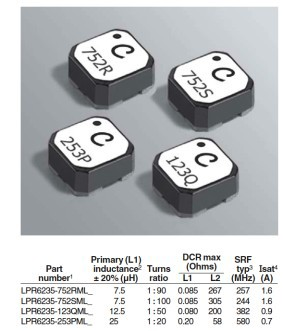 C
752R
C
752S
C
253P
C
123Q
Part number¹ Primary (L1) inductance² ± 20% (µH) Turns ratio DCR max (Ohms) L1 L2 SRF typ³ (MHz) Isat⁴ (A)
LPR6235-752RML_ 7.5 1:90 0.085 267 257 1.6
LPR6235-752SML_ 7.5 1:100 0.085 305 244 1.6
LPR6235-123QML_ 12.5 1:50 0.080 200 382 0.9
LPR6235-253PML_ 25 1:20 0.20 58 580 0.7